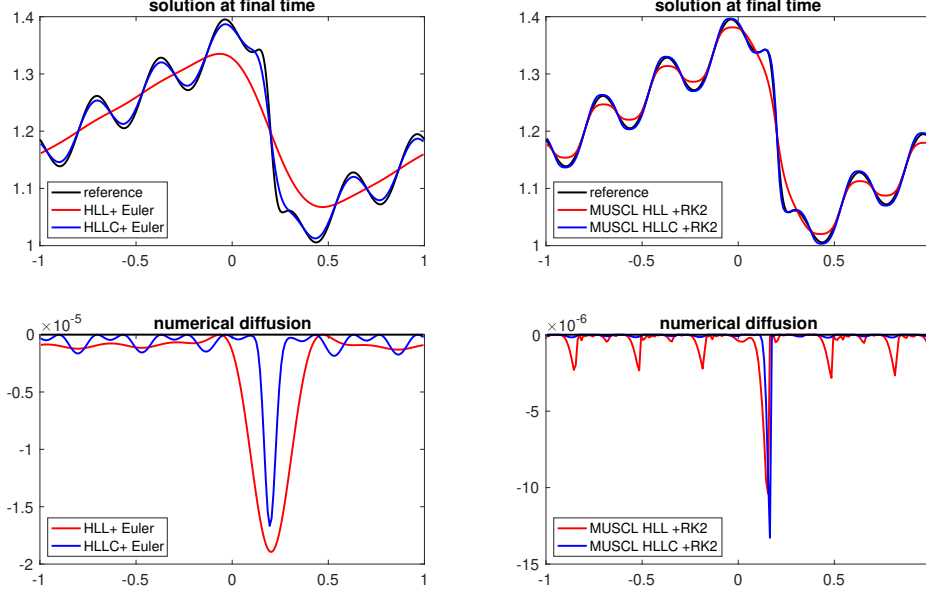 solution at final time
1.4
1.3
1.2
1.1
1
reference
HLL+ Euler
HLLC+ Euler
-1 -0.5 0 0.5 1
solution at final time
1.4
1.3
1.2
1.1
1
reference
MUSCL HLL +RK2
MUSCL HLLC +RK2
-1 -0.5 0 0.5
×10-5
numerical diffusion
0
-0.5
-1
-1.5
-2
HLL+ Euler
HLLC+ Euler
-1 -0.5 0 0.5 1
×10-6
numerical diffusion
0
-5
-10
-15
MUSCL HLL +RK2
MUSCL HLLC +RK2
-1 -0.5 0 0.5